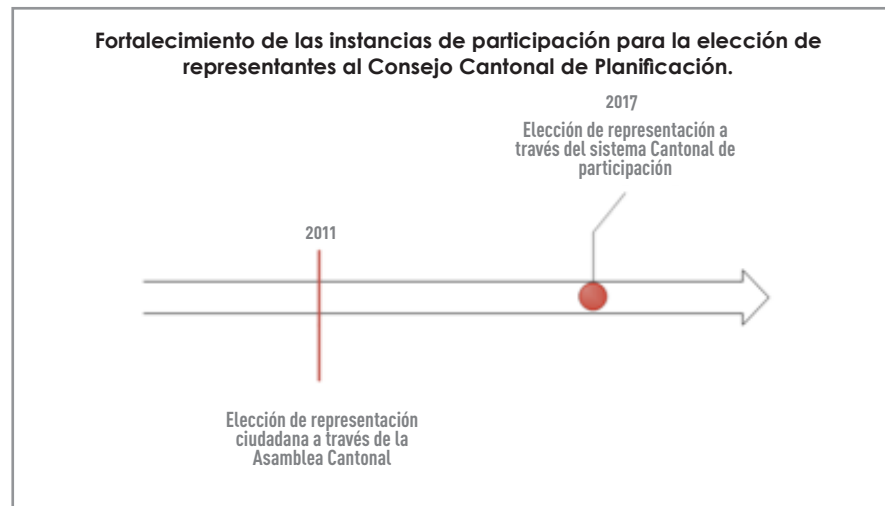 Fortalecimiento de las instancias de participación para la elección de
representantes al Consejo Cantonal de Planificación.
2017
Elección de representación a
través del sistema Cantonal de
participación
2011
Elección de representación
ciudadana a través de la
Asamblea Cantonal